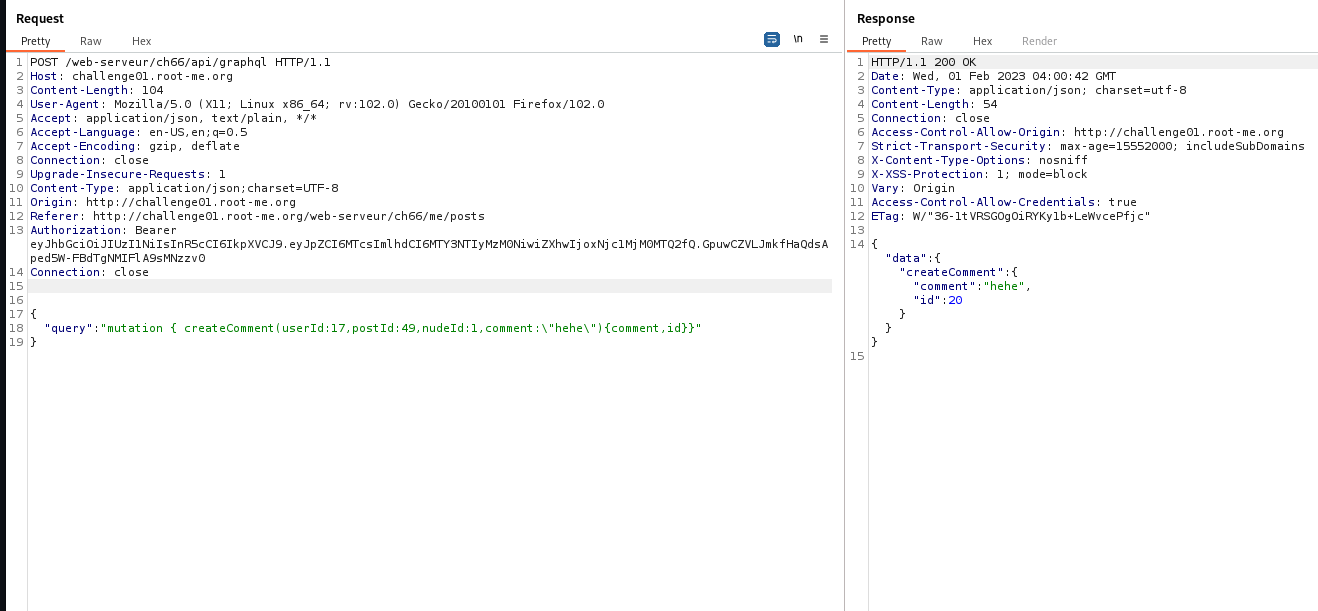 Request
Pretty Raw Hex
\n
1 POST /web-serveur/ch66/api/graphql HTTP/1.1
2 Host: challenge01.root-me.org
3 Content-Length: 104
4 User-Agent: Mozilla/5.0 (X11; Linux x86_64; rv:102.0) Gecko/20100101 Firefox/102.0
5 Accept: application/json, text/plain, */*
6 Accept-Language: en-US,en;q=0.5
7 Accept-Encoding: gzip, deflate
8 Connection: close
9 Upgrade-Insecure-Requests: 1
10 Content-Type: application/json;charset=UTF-8
11 Origin: http://challenge01.root-me.org
12 Referer: http://challenge01.root-me.org/web-serveur/ch66/me/posts
13 Authorization: Bearer
eyJhbGciOiJIUzI1NiIsInR5cCI6IkpXVCJ9.eyJpZCI6MTcsImlhdCI6MTY3NTIyMzM0NiwiZXhwIjoxNjc1MjM0MTQ2fQ.GpuwCZVLJmkfHaQdsA
ped5W-FBdTgNMIFlA9sMNzzv0
14 Connection: close
15
16
17 {
18 "query":"mutation { createComment(userId:17,postId:49,nudeId:1,comment:\"hehe\"){comment,id}}"
19 }
Response
Pretty Raw Hex Render
1 HTTP/1.1 200 OK
2 Date: Wed, 01 Feb 2023 04:00:42 GMT
3 Content-Type: application/json; charset=utf-8
4 Content-Length: 54
5 Connection: close
6 Access-Control-Allow-Origin: http://challenge01.root-me.org
7 Strict-Transport-Security: max-age=15552000; includeSubDomains
8 X-Content-Type-Options: nosniff
9 X-XSS-Protection: 1; mode=block
10 Vary: Origin
11 Access-Control-Allow-Credentials: true
12 ETag: W/"36-1tVRSGOgOiRYKy1b+LeWvcePfjc"
13
14 {
"data":{
"createComment":{
"comment":"hehe",
"id":20
}
}
}
15